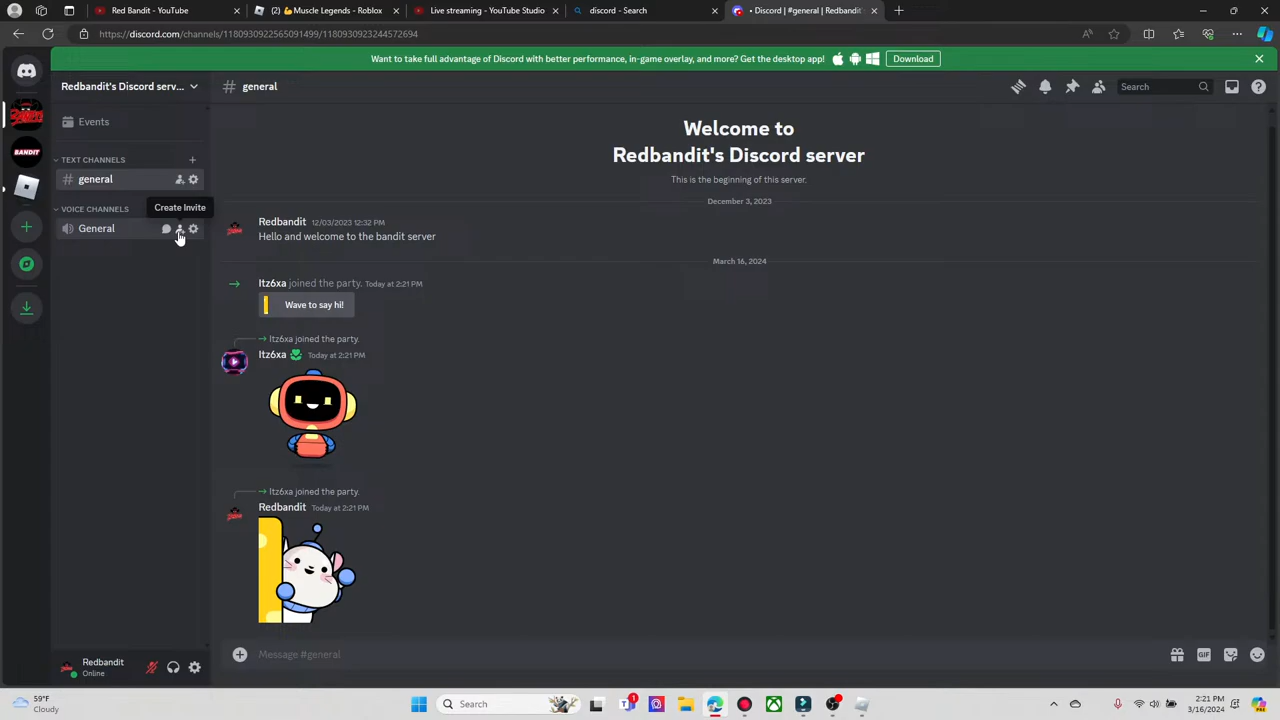 Red Bandit - YouTube
(2) 💪Muscle Legends - Roblox
Live streaming - YouTube Studio
discord - Search
• Discord | #general | Redbandit'
https://discord.com/channels/1180930922565091499/1180930923244572694
Want to take full advantage of Discord with better performance, in-game overlay, and more? Get the desktop app!
Download
Redbandit's Discord serv...
# general
Search
Events
TEXT CHANNELS
# general
Create Invite
VOICE CHANNELS
General
BANDIT
Welcome to
Redbandit's Discord server
This is the beginning of this server.
December 3, 2023
Redbandit 12/03/2023 12:32 PM
Hello and welcome to the bandit server
March 16, 2024
Itz6xa joined the party. Today at 2:21 PM
Wave to say hi!
Itz6xa joined the party.
Itz6xa Today at 2:21 PM
Itz6xa joined the party.
Redbandit Today at 2:21 PM
Message #general
GIF
Redbandit
Online
59°F
Cloudy
Search
1
2:21 PM
3/16/2024